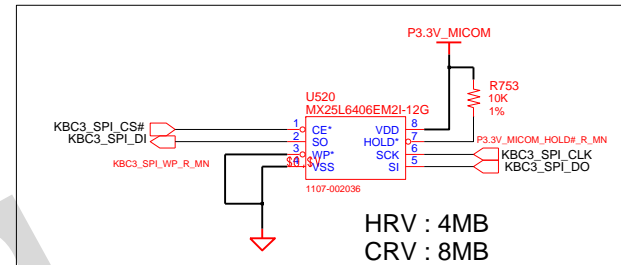 P3.3V_MICOM
R753
10K
1%
U520
MX25L6406EM2I-12G
KBC3_SPI_CS#
1
CE*
VDD
8
KBC3_SPI_DI
2
SO
HOLD*
7
P3.3V_MICOM_HOLD#_R_MN
KBC3_SPI_WP_R_MN
3
WP*
SCK
6
KBC3_SPI_CLK
4
VSS
SI
5
KBC3_SPI_DO
1107-002036
HRV : 4MB
CRV : 8MB